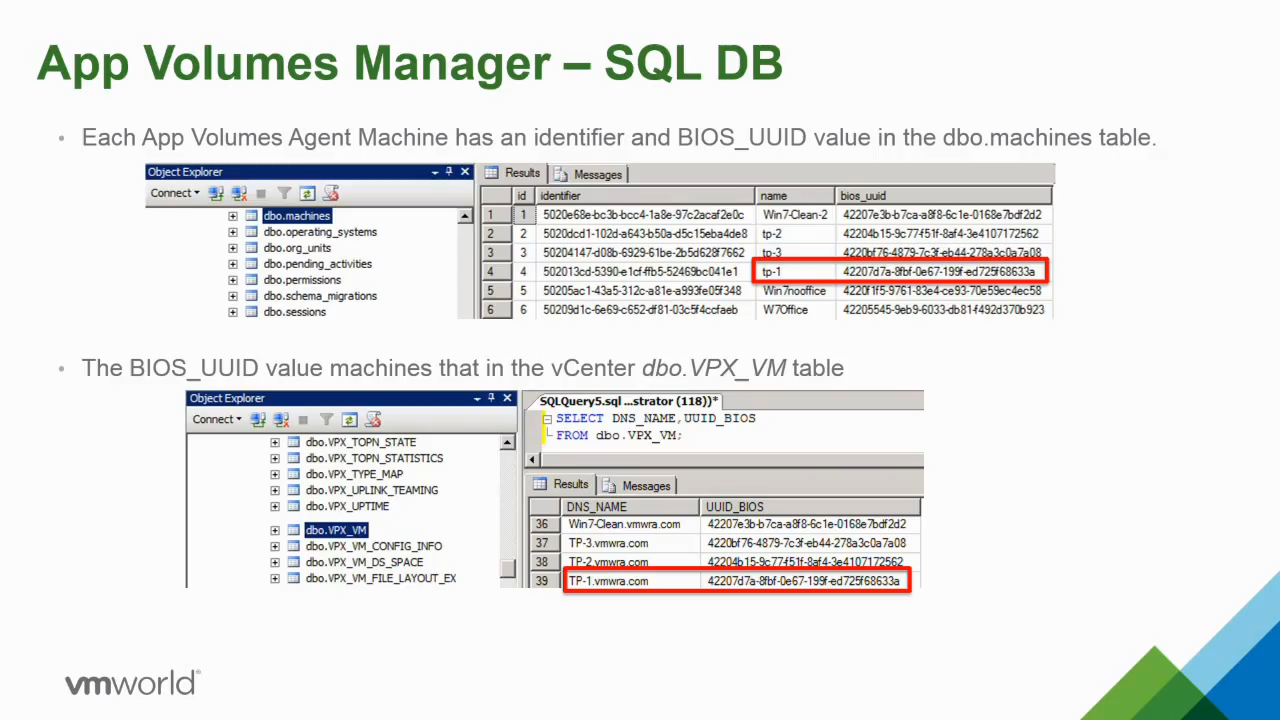 App Volumes Manager – SQL DB
• Each App Volumes Agent Machine has an identifier and BIOS_UUID value in the dbo.machines table.
Object Explorer
Connect
dbo.machines
dbo.operating_systems
dbo.org_units
dbo.pending_activities
dbo.permissions
dbo.schema_migrations
dbo.sessions
Results Messages
id identifier name bios_uuid
1 1 5020e68e-bc3b-bcc4-1a8e-97c2acaf2e0c Win7-Clean-2 42207e3b-b7ca-a8f8-6c1e-0168e7bdf2d2
2 2 5020dcd1-102d-a643-b50a-d5c15eba4de8 tp-2 42204b15-9c77-f51f-8af4-3e4107172562
3 3 50204147-d08b-6929-61be-2b5d628f7662 tp-3 4220bf76-4879-7c3f-eb44-278a3c0a7a08
4 4 502013cd-5390-e1cf-ffb5-52469bc041e1 tp-1 42207d7a-8fbf-0e67-199f-ed725f68633a
5 5 50205ac1-43a5-312c-a81e-a993fe05f348 Win7nooffice 4220f1f5-9761-83e4-ce93-70e59ec4ec58
6 6 50209d1c-6e69-c652-df81-03c5f4ccfaeb W7Office 42205545-9eb9-6033-db81-f492d370b923
• The BIOS_UUID value machines that in the vCenter dbo.VPX_VM table
Object Explorer
Connect
dbo.VPX_TOPN_STATE
dbo.VPX_TOPN_STATISTICS
dbo.VPX_TYPE_MAP
dbo.VPX_UPLINK_TEAMING
dbo.VPX_UPTIME
dbo.VPX_VM
dbo.VPX_VM_CONFIG_INFO
dbo.VPX_VM_DS_SPACE
dbo.VPX_VM_FILE_LAYOUT_EX
SQLQuery5.sql ...strator (118))*
SELECT DNS_NAME,UUID_BIOS
FROM dbo.VPX_VM;
Results Messages
DNS_NAME UUID_BIOS
36 Win7-Clean.vmwra.com 42207e3b-b7ca-a8f8-6c1e-0168e7bdf2d2
37 TP-3.vmwra.com 4220bf76-4879-7c3f-eb44-278a3c0a7a08
38 TP-2.vmwra.com 42204b15-9c77-f51f-8af4-3e4107172562
39 TP-1.vmwra.com 42207d7a-8fbf-0e67-199f-ed725f68633a
vmworld®